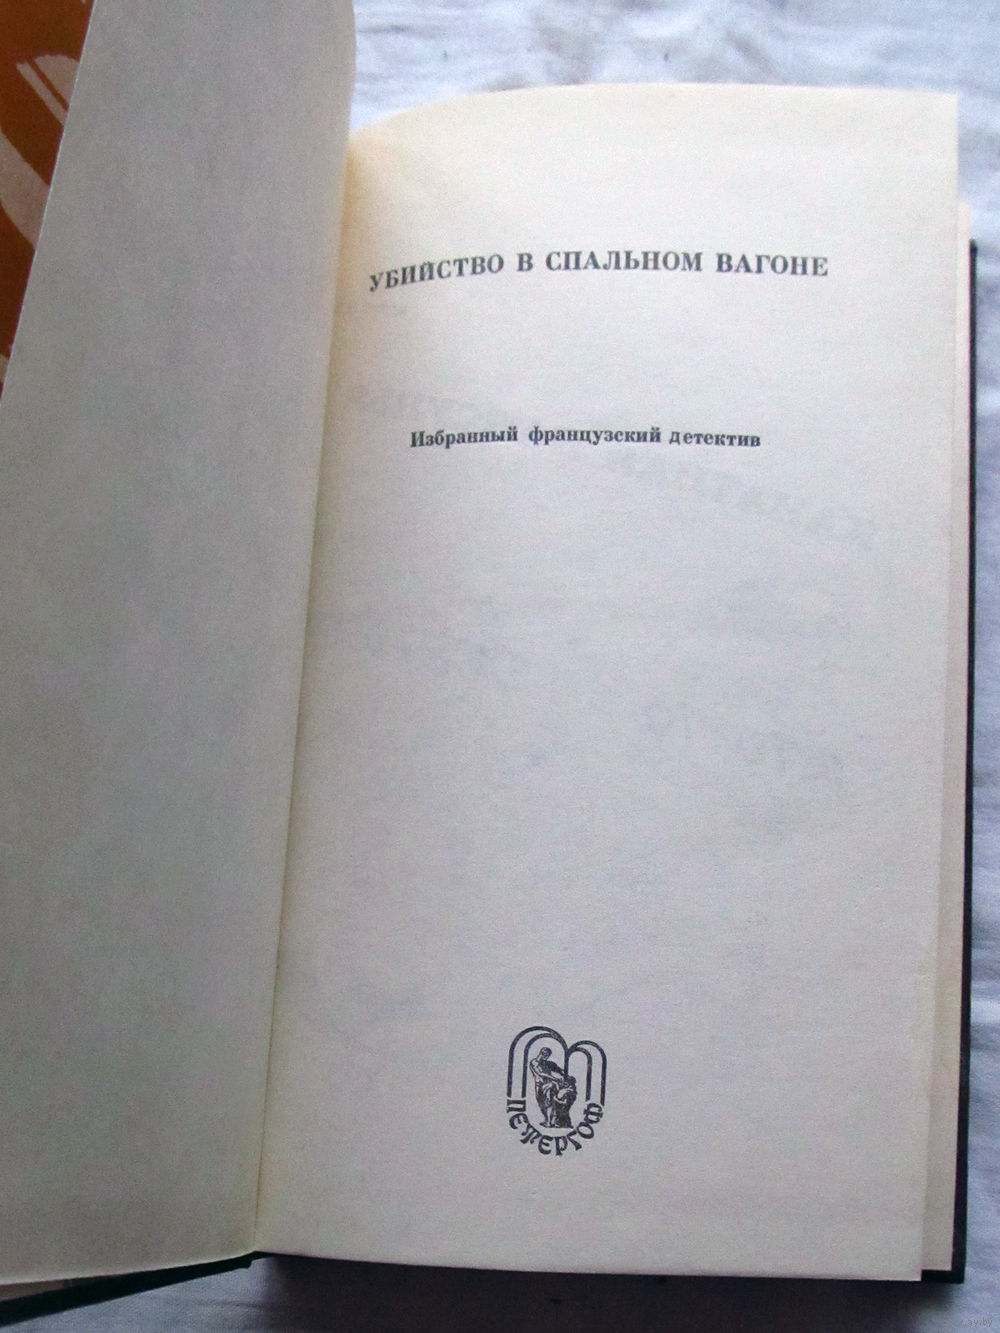 УБИЙСТВО В СПАЛЬНОМ ВАГОНЕ
Избранный французский детектив
ПЕТЕРГОФ